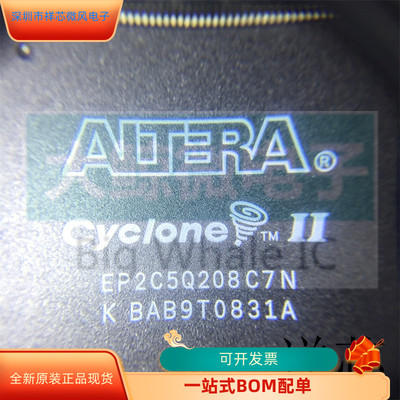 深圳市祥芯微风电子
ALTERA®
Cyclone™ II
Big Whale IC
EP2C5Q208C7N
K BAB9T0831A
全新原装正品现货
可开发票
一站式BOM配单